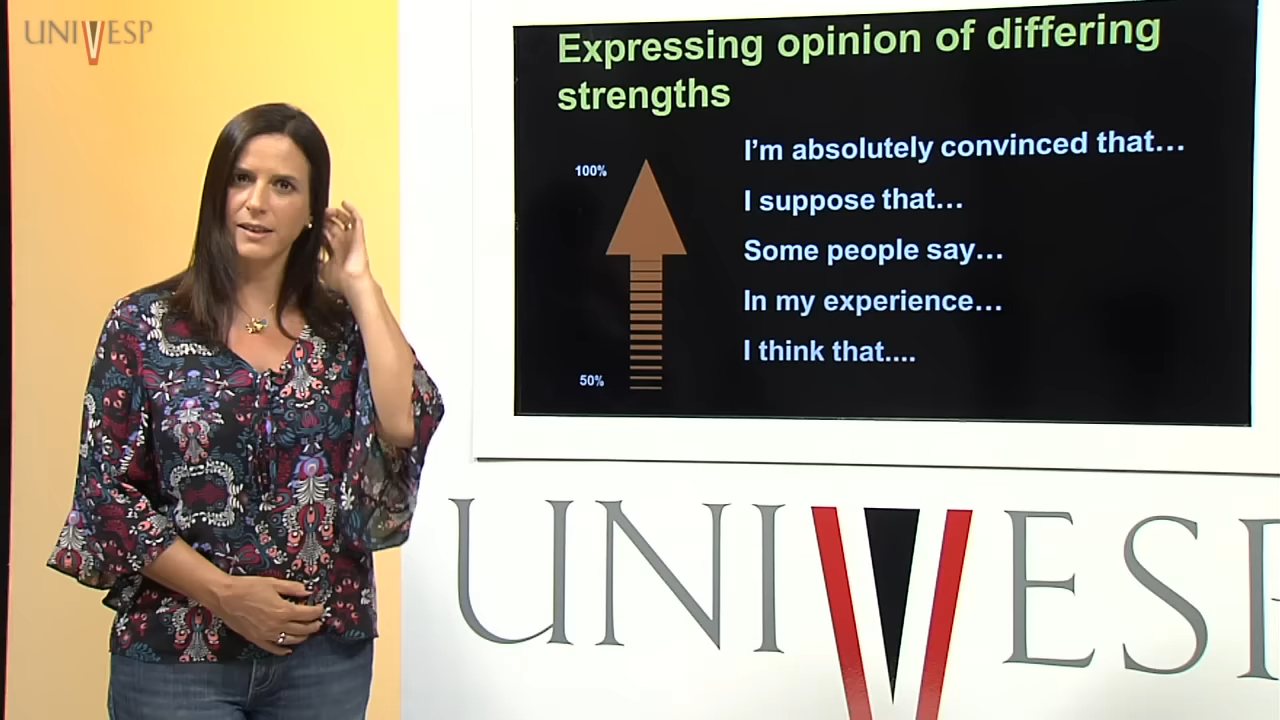 UNIVESP
Expressing opinion of differing
strengths
100%
I'm absolutely convinced that…
I suppose that…
Some people say…
In my experience…
I think that....
50%
UNIVESP